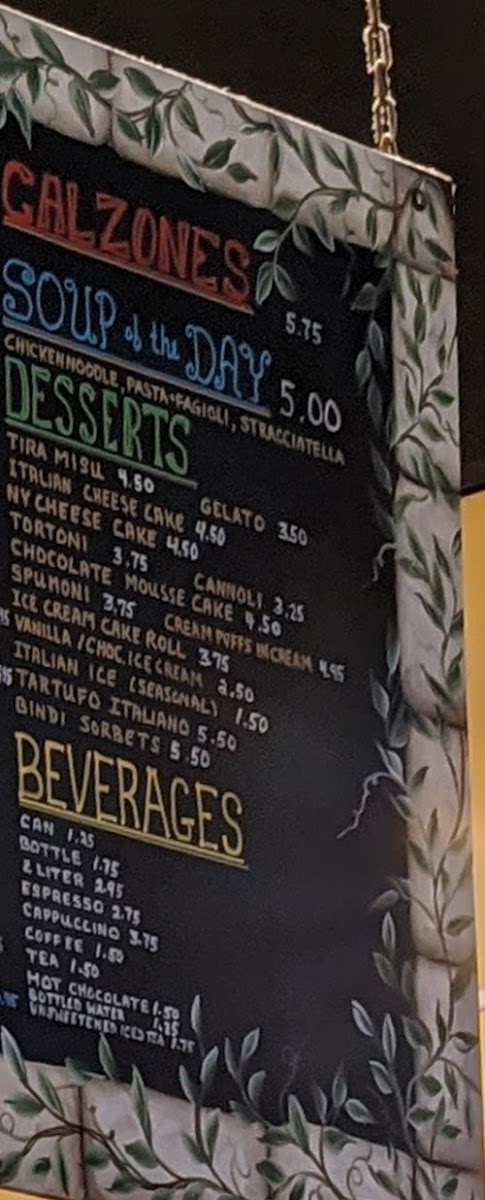 CALZONES 5.75
SOUP of the DAY 5.00
CHICKEN NOODLE, PASTA+FAGIOLI, STRACCIATELLA
DESSERTS
TIRA MISU 4.50 GELATO 3.50
ITALIAN CHEESE CAKE 4.50
NY CHEESE CAKE 4.50
TORTONI 3.75 CANNOLI 3.25
CHOCOLATE MOUSSE CAKE 4.50
SPUMONI 3.75 CREAM PUFFS IN CREAM 4.95
ICE CREAM CAKE ROLL 3.75
VANILLA/CHOC. ICE CREAM 2.50
ITALIAN ICE (SEASONAL) 1.50
TARTUFO ITALIANO 5.50
BINDI SORBETS 5.50
BEVERAGES
CAN 1.25
BOTTLE 1.75
2 LITER 2.95
ESPRESSO 2.75
CAPPUCCINO 3.75
COFFEE 1.50
TEA 1.50
HOT CHOCOLATE 1.50
BOTTLED WATER 1.25
UNSWEETENED ICED TEA 1.75